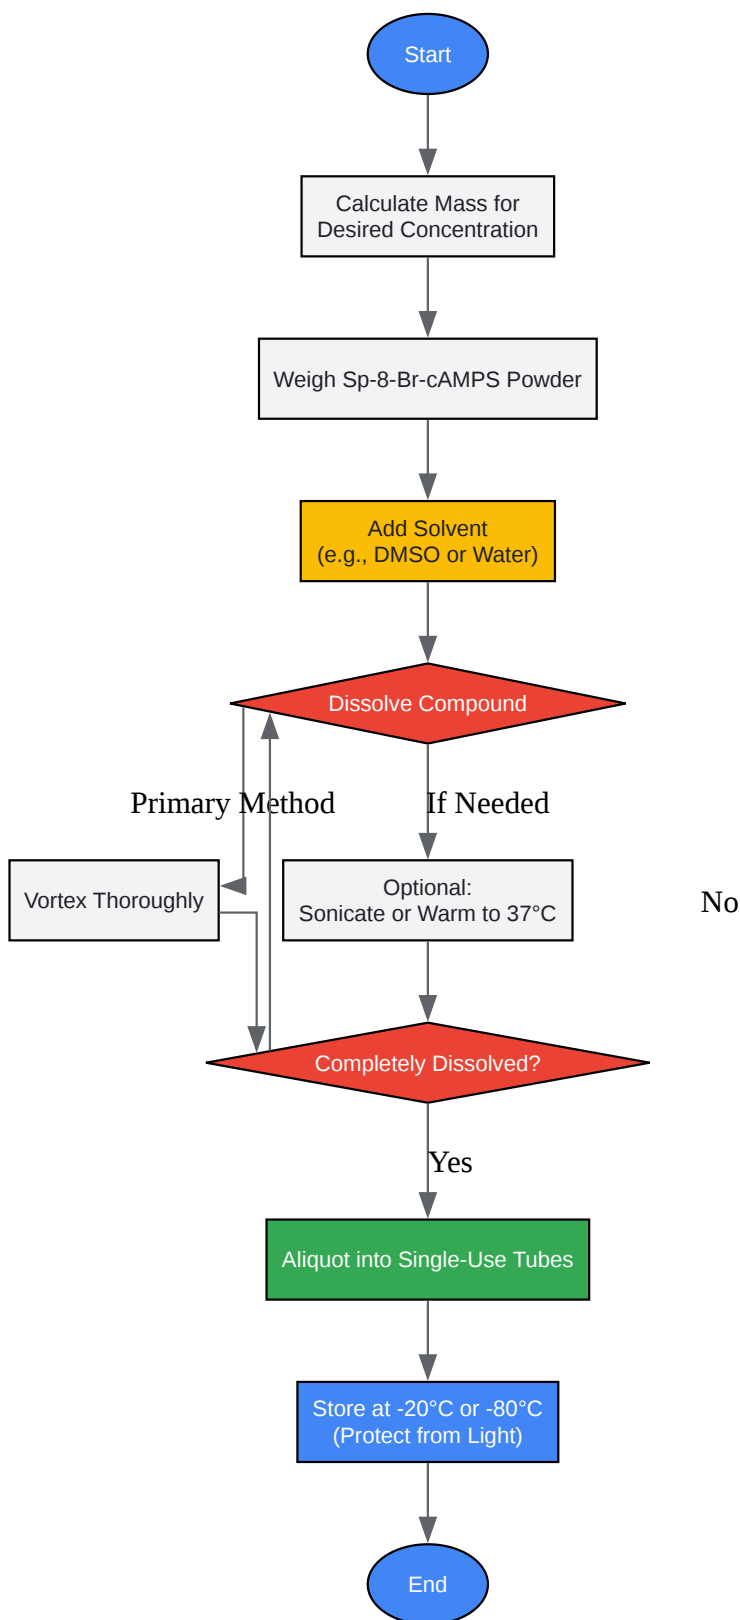 Start
Calculate Mass for
Desired Concentration
Weigh Sp-8-Br-cAMPS Powder
Add Solvent
(e.g., DMSO or Water)
Dissolve Compound
Primary Method
If Needed
Vortex Thoroughly
Optional:
Sonicate or Warm to 37°C
No
Completely Dissolved?
Yes
Aliquot into Single-Use Tubes
Store at -20°C or -80°C
(Protect from Light)
End